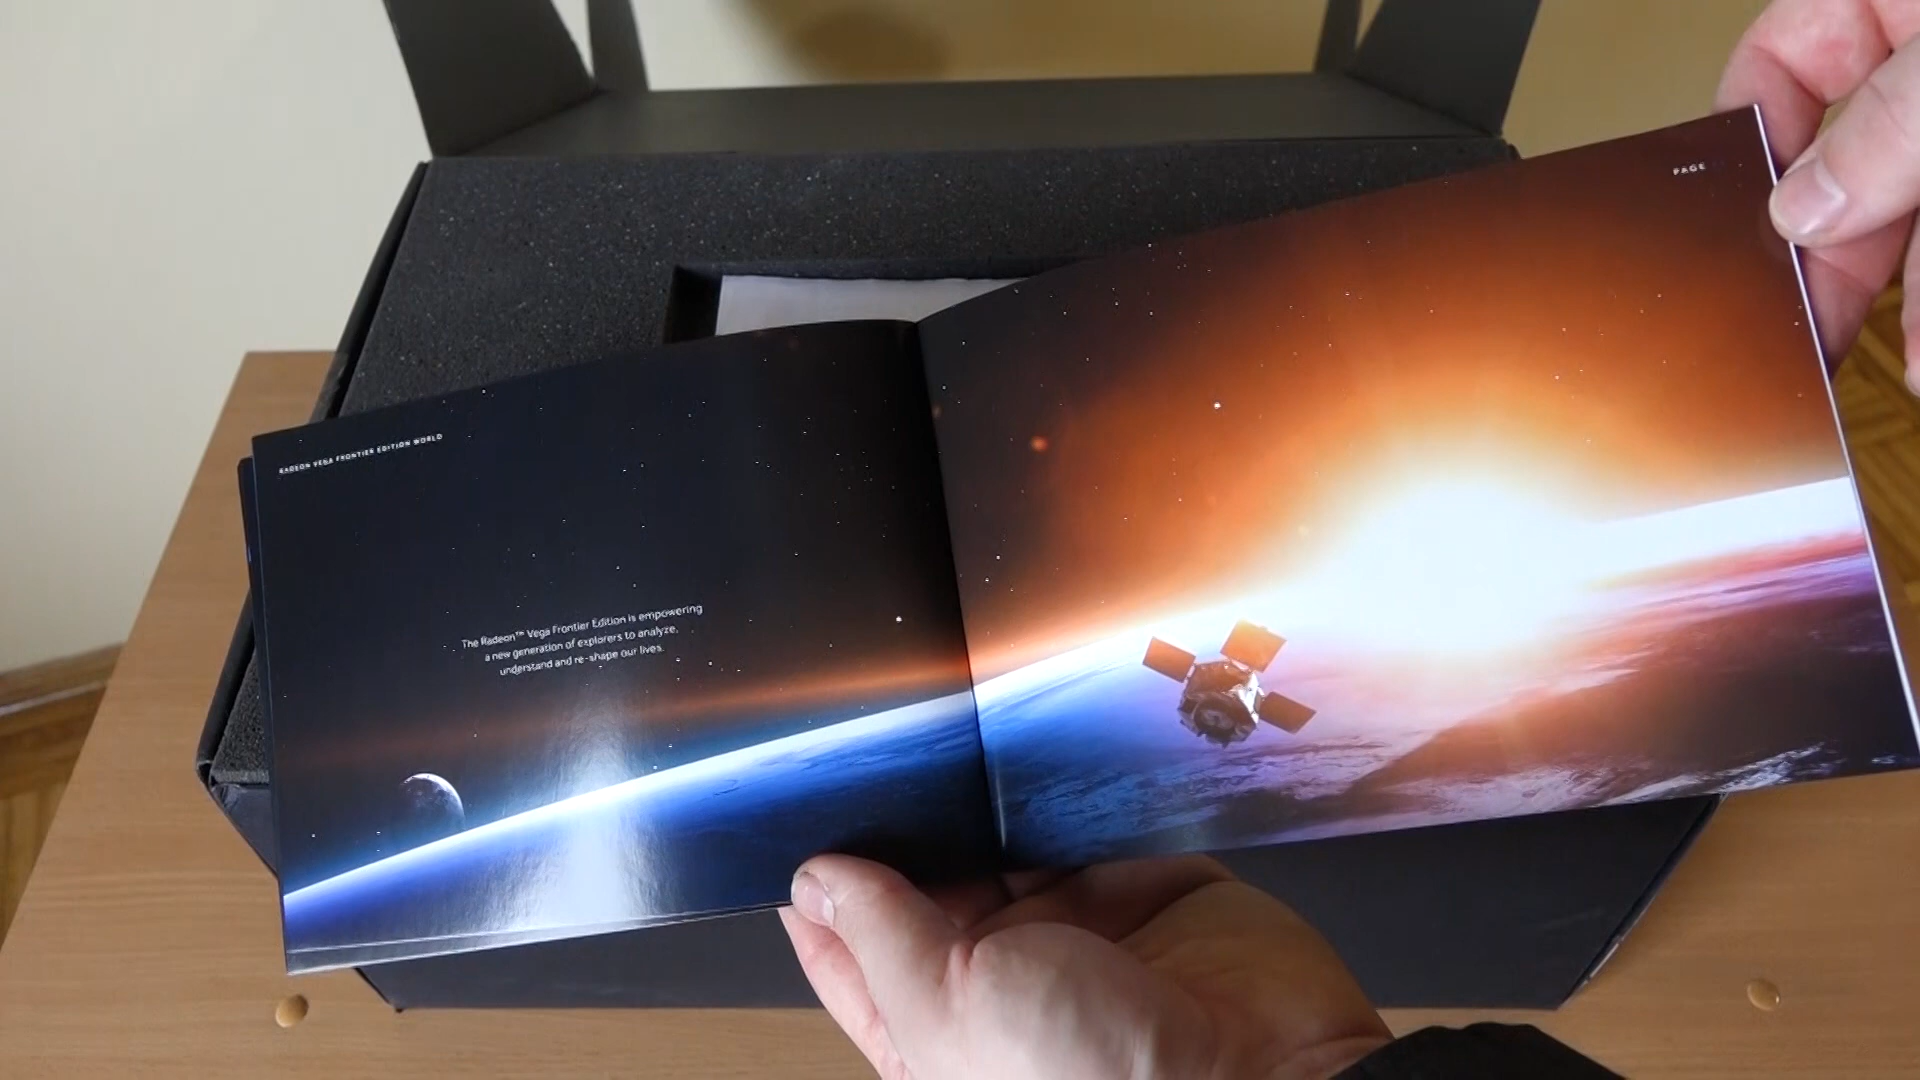 RADEON VEGA FRONTIER EDITION WORLD
PAGE
The Radeon™ Vega Frontier Edition is empowering
a new generation of explorers to analyze,
understand and re-shape our lives.